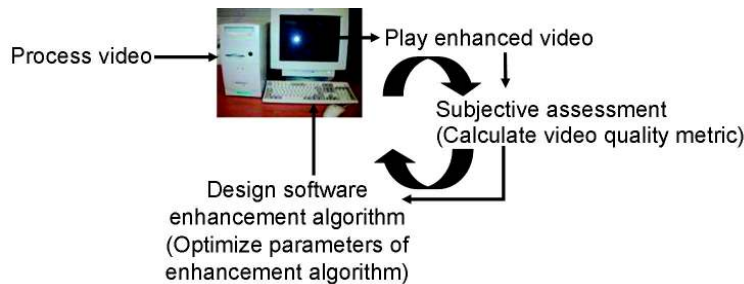 Process video
Play enhanced video
Subjective assessment
(Calculate video quality metric)
Design software
enhancement algorithm
(Optimize parameters of
enhancement algorithm)